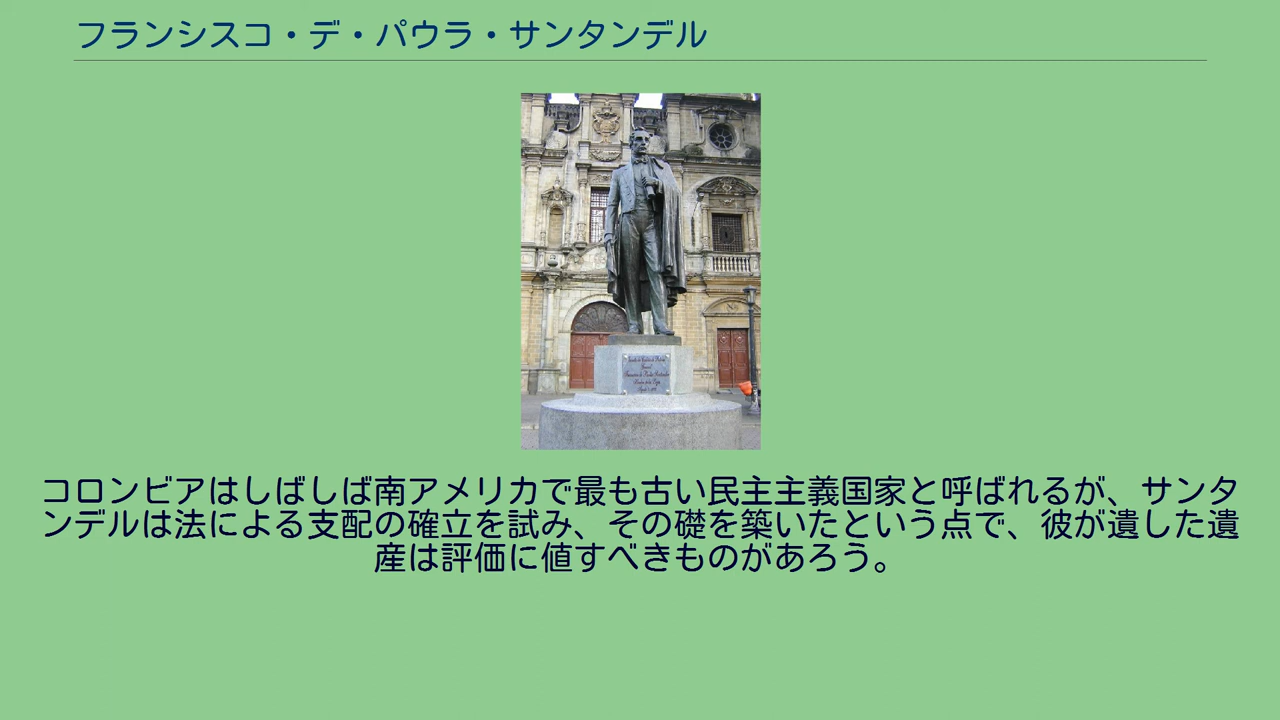 フランシスコ・デ・パウラ・サンタンデル
コロンビアはしばしば南アメリカで最も古い民主主義国家と呼ばれるが、サンタ
ンデルは法による支配の確立を試み、その礎を築いたという点で、彼が遺した遺
産は評価に値すべきものがあろう。